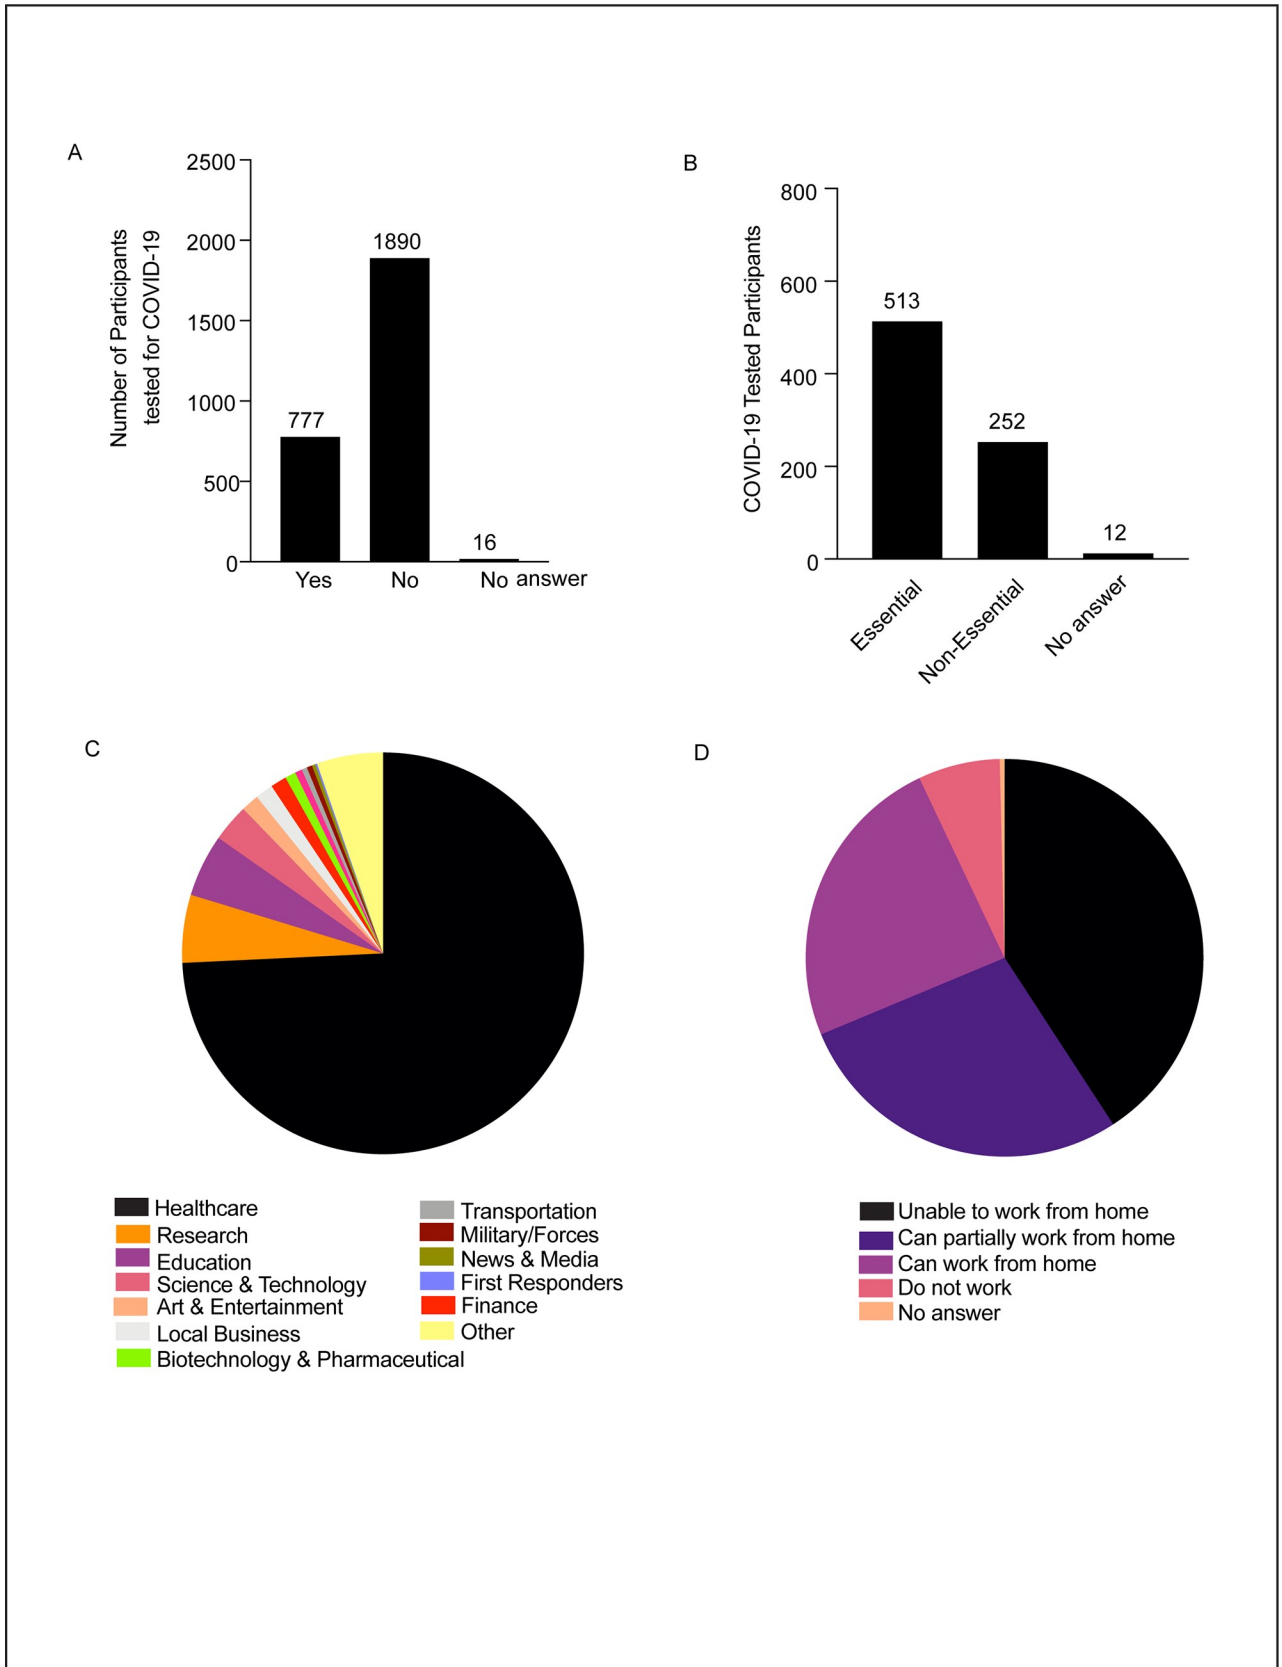 A
2500
2000
1500
1000
500
0
Number of Participants
tested for COVID-19
777
1890
16
Yes
No
No answer
B
800
600
400
200
0
COVID-19 Tested Participants
513
252
12
Essential
Non-Essential
No answer
C
Healthcare
Research
Education
Science & Technology
Art & Entertainment
Local Business
Biotechnology & Pharmaceutical
Transportation
Military/Forces
News & Media
First Responders
Finance
Other
D
Unable to work from home
Can partially work from home
Can work from home
Do not work
No answer